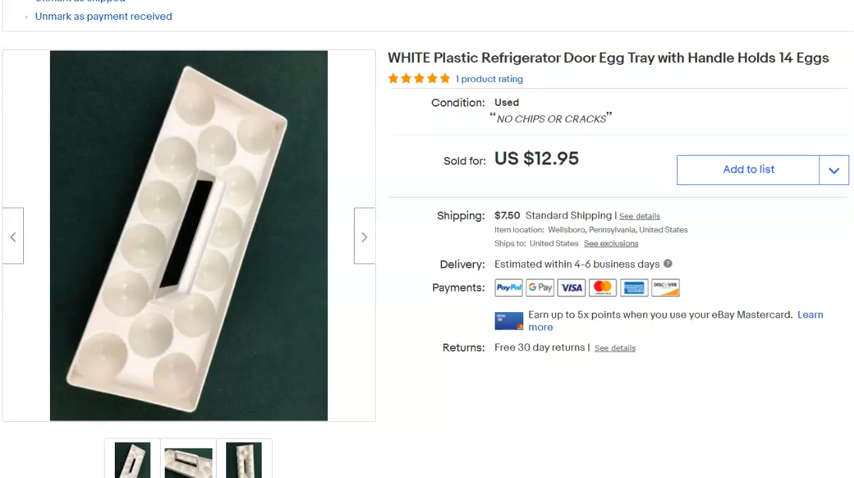 Unmark as shipped
Unmark as payment received
WHITE Plastic Refrigerator Door Egg Tray with Handle Holds 14 Eggs
1 product rating
Condition: Used
“NO CHIPS OR CRACKS”
Sold for: US $12.95
Add to list
Shipping: $7.50 Standard Shipping | See details
Item location: Wellsboro, Pennsylvania, United States
Ships to: United States See exclusions
Delivery: Estimated within 4-6 business days ?
Payments: PayPal G Pay VISA MasterCard DISCOVER
Earn up to 5x points when you use your eBay Mastercard. Learn
more
Returns: Free 30 day returns | See details